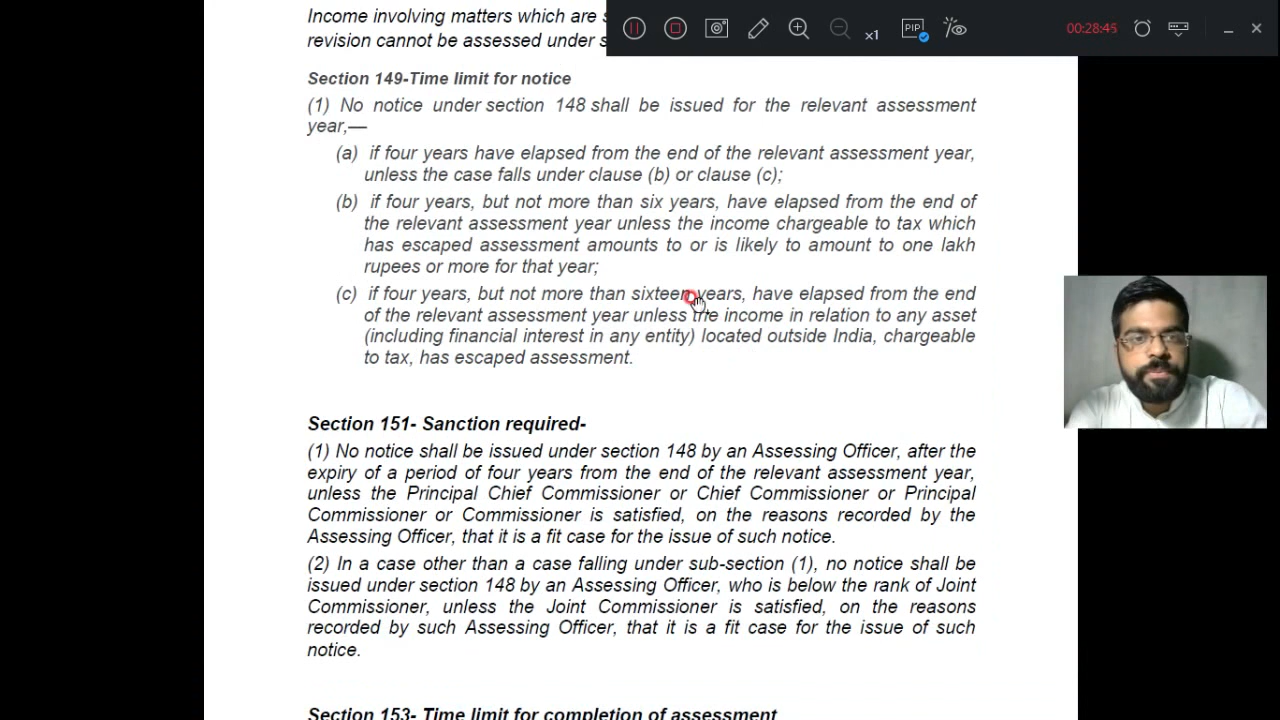 Income involving matters which are
revision cannot be assessed under
x1
PIP
00:28:45
Section 149-Time limit for notice
(1) No notice under section 148 shall be issued for the relevant assessment
year,—
(a) if four years have elapsed from the end of the relevant assessment year,
unless the case falls under clause (b) or clause (c);
(b) if four years, but not more than six years, have elapsed from the end of
the relevant assessment year unless the income chargeable to tax which
has escaped assessment amounts to or is likely to amount to one lakh
rupees or more for that year;
(c) if four years, but not more than sixteen years, have elapsed from the end
of the relevant assessment year unless the income in relation to any asset
(including financial interest in any entity) located outside India, chargeable
to tax, has escaped assessment.
Section 151- Sanction required-
(1) No notice shall be issued under section 148 by an Assessing Officer, after the
expiry of a period of four years from the end of the relevant assessment year,
unless the Principal Chief Commissioner or Chief Commissioner or Principal
Commissioner or Commissioner is satisfied, on the reasons recorded by the
Assessing Officer, that it is a fit case for the issue of such notice.
(2) In a case other than a case falling under sub-section (1), no notice shall be
issued under section 148 by an Assessing Officer, who is below the rank of Joint
Commissioner, unless the Joint Commissioner is satisfied, on the reasons
recorded by such Assessing Officer, that it is a fit case for the issue of such
notice.
Section 153- Time limit for completion of assessment